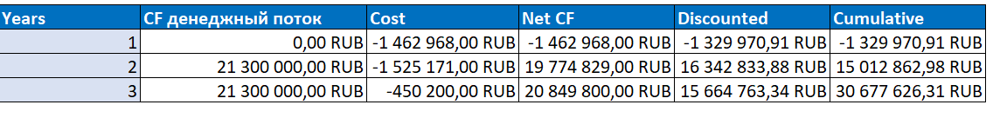 Years CF денеджный поток Cost Net CF Discounted Cumulative
1 0,00 RUB -1 462 968,00 RUB -1 462 968,00 RUB -1 329 970,91 RUB -1 329 970,91 RUB
2 21 300 000,00 RUB -1 525 171,00 RUB 19 774 829,00 RUB 16 342 833,88 RUB 15 012 862,98 RUB
3 21 300 000,00 RUB -450 200,00 RUB 20 849 800,00 RUB 15 664 763,34 RUB 30 677 626,31 RUB